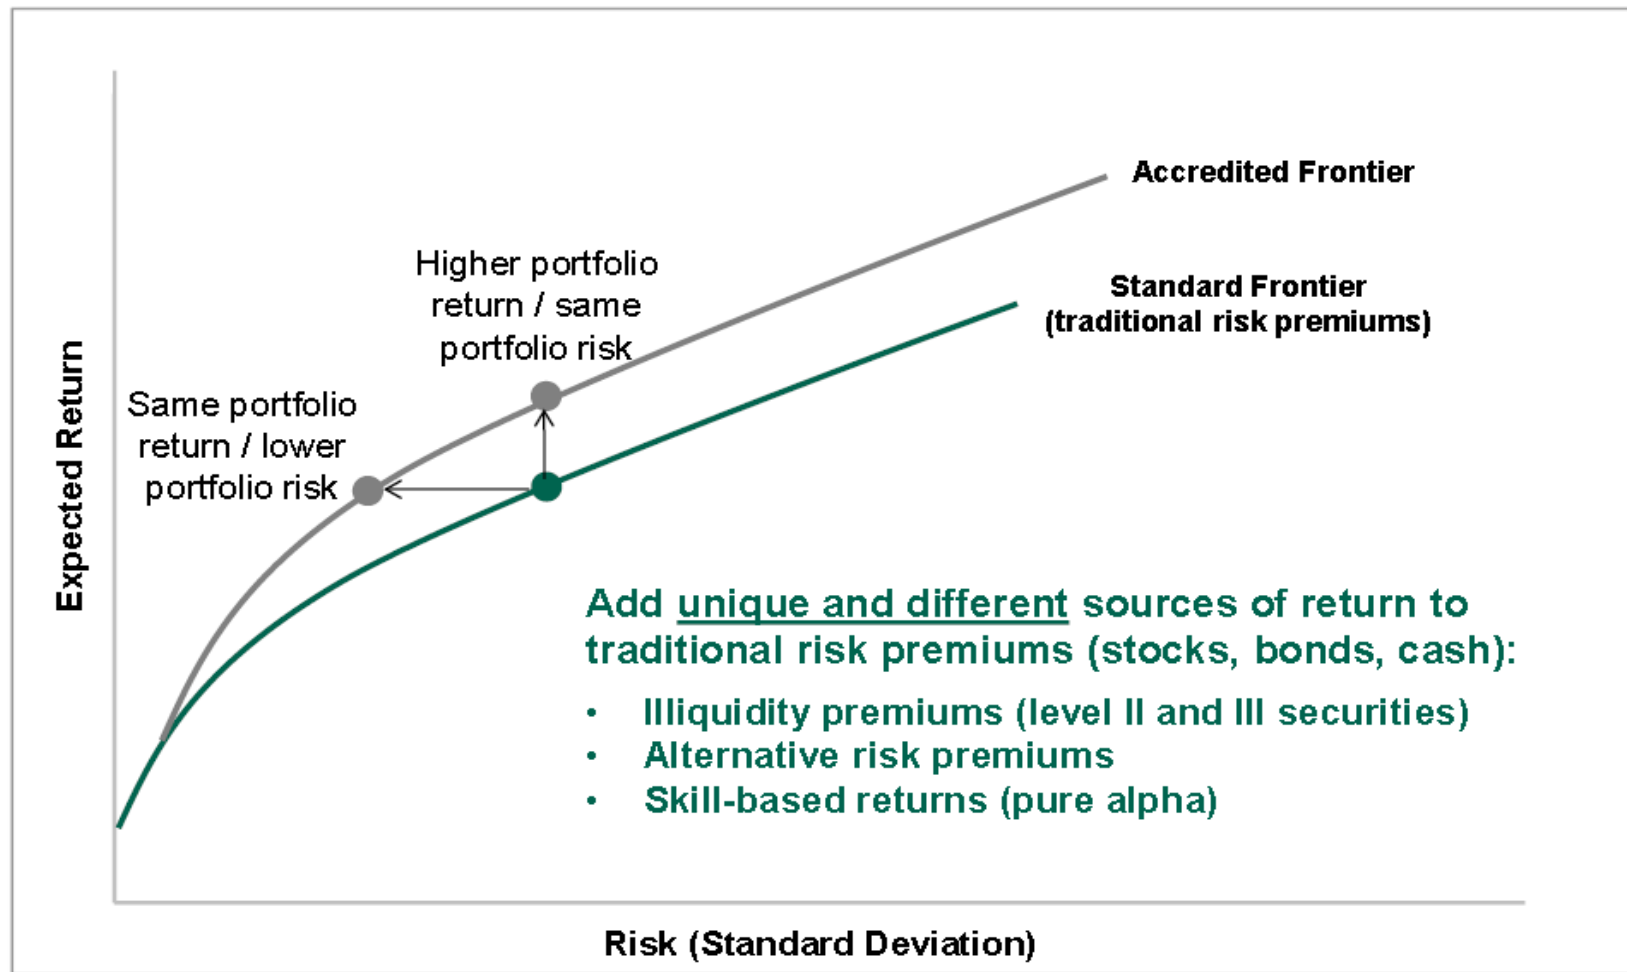 Accredited Frontier
Standard Frontier
(traditional risk premiums)
Higher portfolio
return / same
portfolio risk
Same portfolio
return / lower
portfolio risk
Expected Return
Add unique and different sources of return to
traditional risk premiums (stocks, bonds, cash):
• Illiquidity premiums (level II and III securities)
• Alternative risk premiums
• Skill-based returns (pure alpha)
Risk (Standard Deviation)